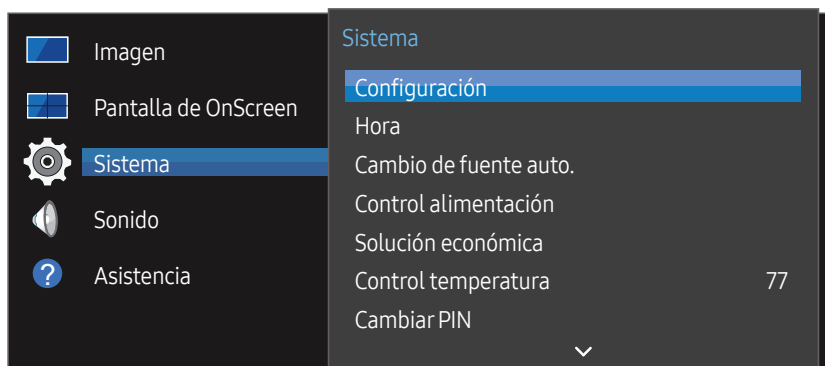 Imagen
Pantalla de OnScreen
Sistema
Sonido
?
Asistencia
Sistema
Configuración
Hora
Cambio de fuente auto.
Control alimentación
Solución económica
Control temperatura 77
Cambiar PIN